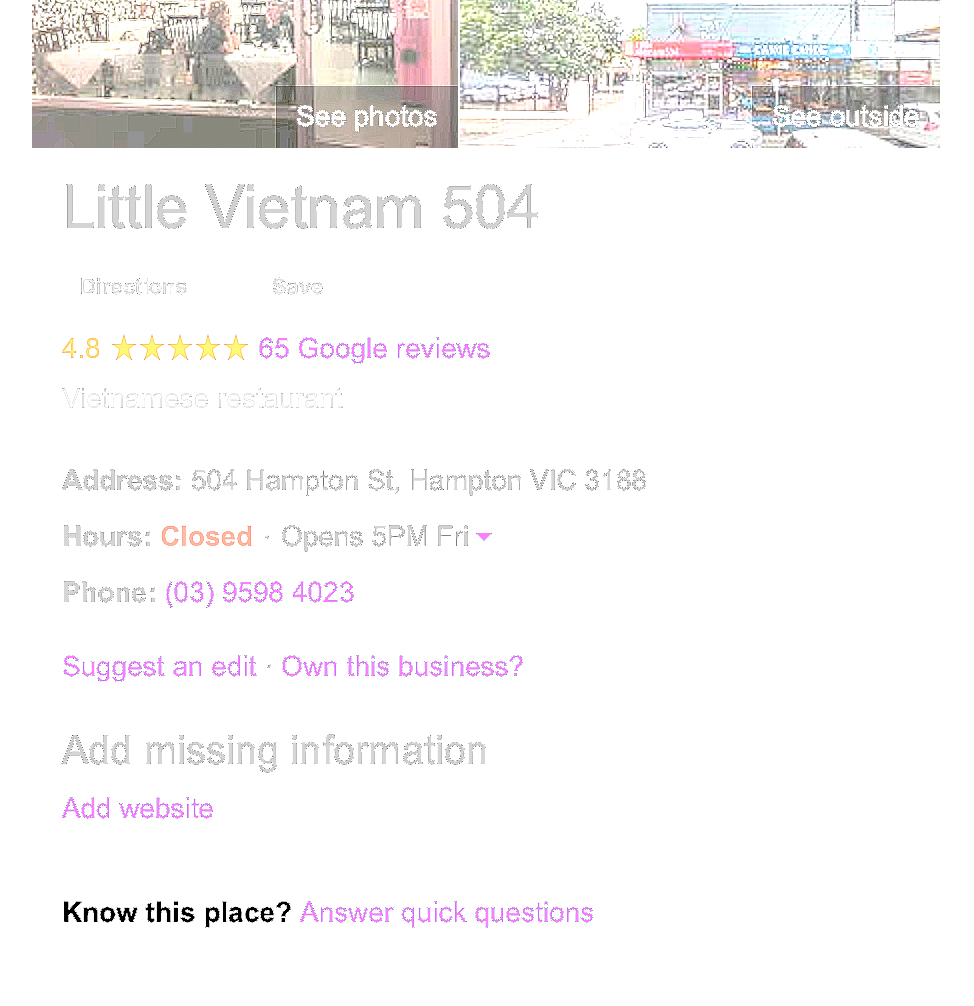 See photos
See outside
Little Vietnam 504
Directions Save
4.8 ★★★★★ 65 Google reviews
Vietnamese restaurant
Address: 504 Hampton St, Hampton VIC 3188
Hours: Closed · Opens 5PM Fri
Phone: (03) 9598 4023
Suggest an edit · Own this business?
Add missing information
Add website
Know this place? Answer quick questions